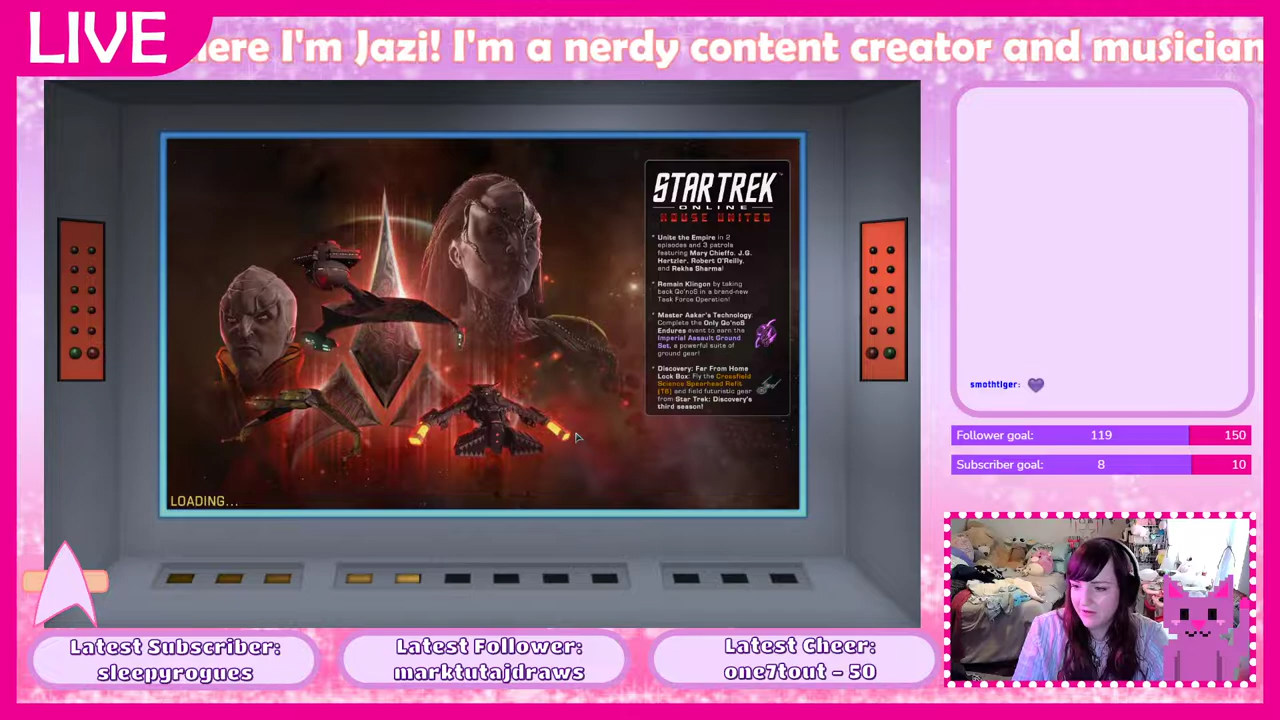 LIVE
ere I'm Jazi! I'm a nerdy content creator and musician
STAR TREK
ONLINE
HOUSE UNITED
* Unite the Empire in 2
episodes and 3 patrols
featuring Mary Chieffo, J.G.
Hertzler, Robert O'Reilly,
and Rekha Sharma!
* Remain Klingon by taking
back Qo'noS in a brand-new
Task Force Operation!
* Master Aakar's Technology:
Complete the Only Qo'noS
Endures event to earn the
Imperial Assault Ground
Set, a powerful suite of
ground gear!
* Discovery: Far From Home
Lock Box: Fly the Crossfield
Science Spearhead Refit
[T6] and field futuristic gear
from Star Trek: Discovery's
third season!
LOADING...
smothtiger:
Follower goal: 119 150
Subscriber goal: 8 10
Latest Subscriber:
sleepyrogues
Latest Follower:
marktutajdraws
Latest Cheer:
one7tout - 50